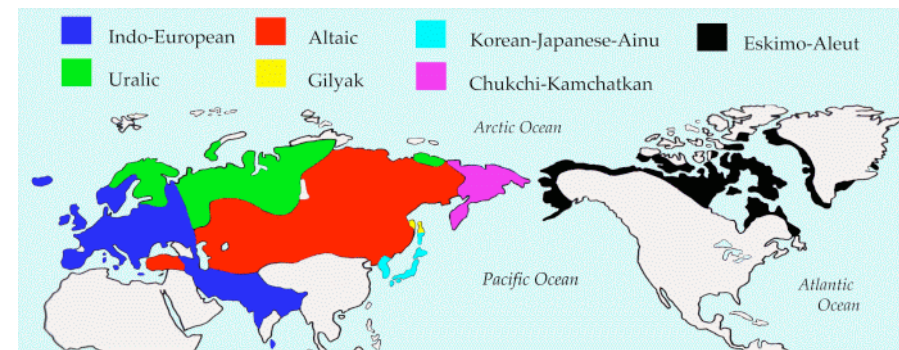 Indo-European
Altaic
Korean-Japanese-Ainu
Eskimo-Aleut
Uralic
Gilyak
Chukchi-Kamchatkan
Arctic Ocean
Pacific Ocean
Atlantic
Ocean